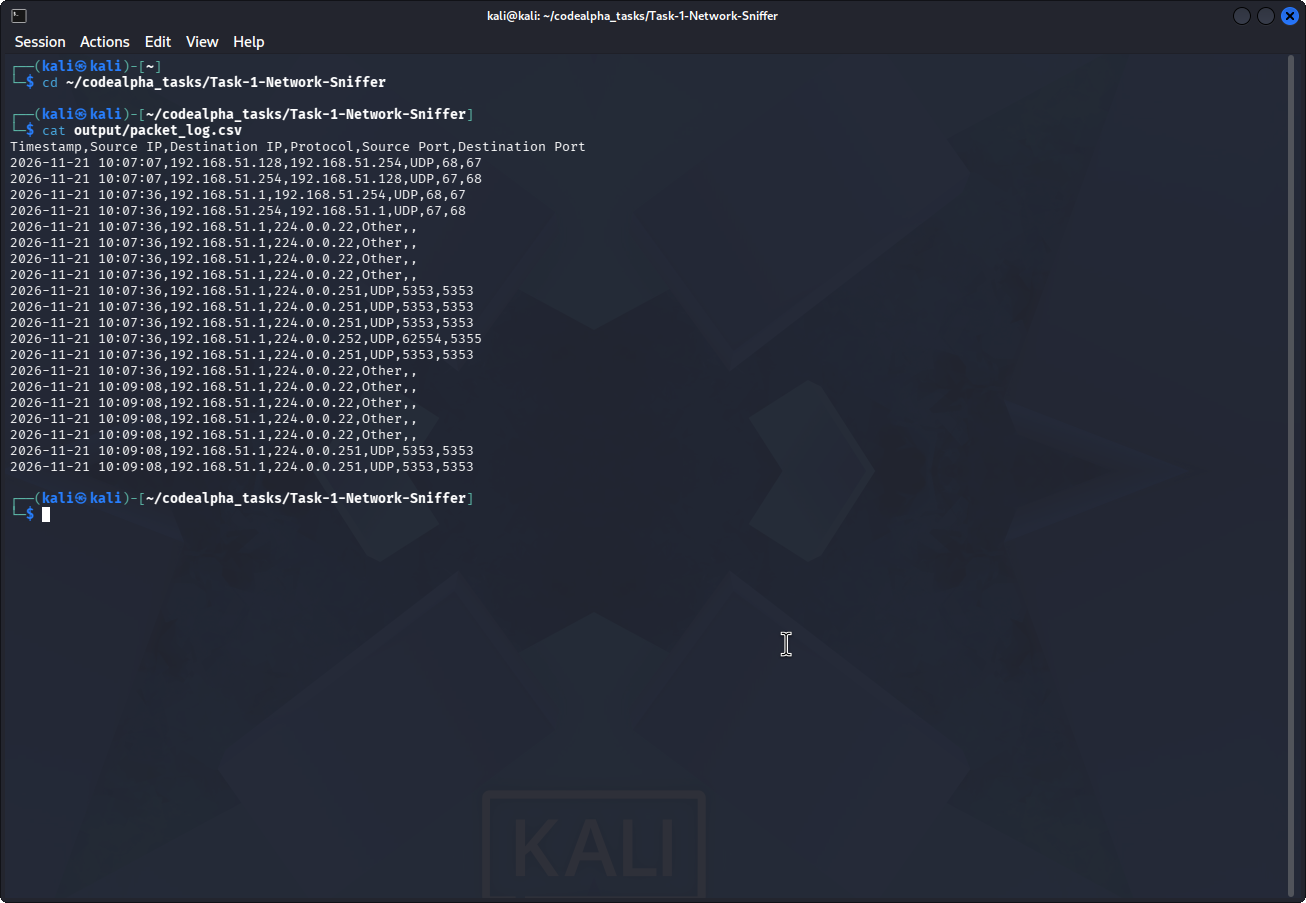 kali@kali: ~/codealpha_tasks/Task-1-Network-Sniffer
Session Actions Edit View Help
┌──(kali㉿kali)-[~]
└─$ cd ~/codealpha_tasks/Task-1-Network-Sniffer
┌──(kali㉿kali)-[~/codealpha_tasks/Task-1-Network-Sniffer]
└─$ cat output/packet_log.csv
Timestamp,Source IP,Destination IP,Protocol,Source Port,Destination Port
2026-11-21 10:07:07,192.168.51.128,192.168.51.254,UDP,68,67
2026-11-21 10:07:07,192.168.51.254,192.168.51.128,UDP,67,68
2026-11-21 10:07:36,192.168.51.1,192.168.51.254,UDP,68,67
2026-11-21 10:07:36,192.168.51.254,192.168.51.1,UDP,67,68
2026-11-21 10:07:36,192.168.51.1,224.0.0.22,Other,,
2026-11-21 10:07:36,192.168.51.1,224.0.0.22,Other,,
2026-11-21 10:07:36,192.168.51.1,224.0.0.22,Other,,
2026-11-21 10:07:36,192.168.51.1,224.0.0.22,Other,,
2026-11-21 10:07:36,192.168.51.1,224.0.0.251,UDP,5353,5353
2026-11-21 10:07:36,192.168.51.1,224.0.0.251,UDP,5353,5353
2026-11-21 10:07:36,192.168.51.1,224.0.0.251,UDP,5353,5353
2026-11-21 10:07:36,192.168.51.1,224.0.0.252,UDP,62554,5355
2026-11-21 10:07:36,192.168.51.1,224.0.0.251,UDP,5353,5353
2026-11-21 10:07:36,192.168.51.1,224.0.0.22,Other,,
2026-11-21 10:09:08,192.168.51.1,224.0.0.22,Other,,
2026-11-21 10:09:08,192.168.51.1,224.0.0.22,Other,,
2026-11-21 10:09:08,192.168.51.1,224.0.0.22,Other,,
2026-11-21 10:09:08,192.168.51.1,224.0.0.22,Other,,
2026-11-21 10:09:08,192.168.51.1,224.0.0.251,UDP,5353,5353
2026-11-21 10:09:08,192.168.51.1,224.0.0.251,UDP,5353,5353
┌──(kali㉿kali)-[~/codealpha_tasks/Task-1-Network-Sniffer]
└─$
KALI